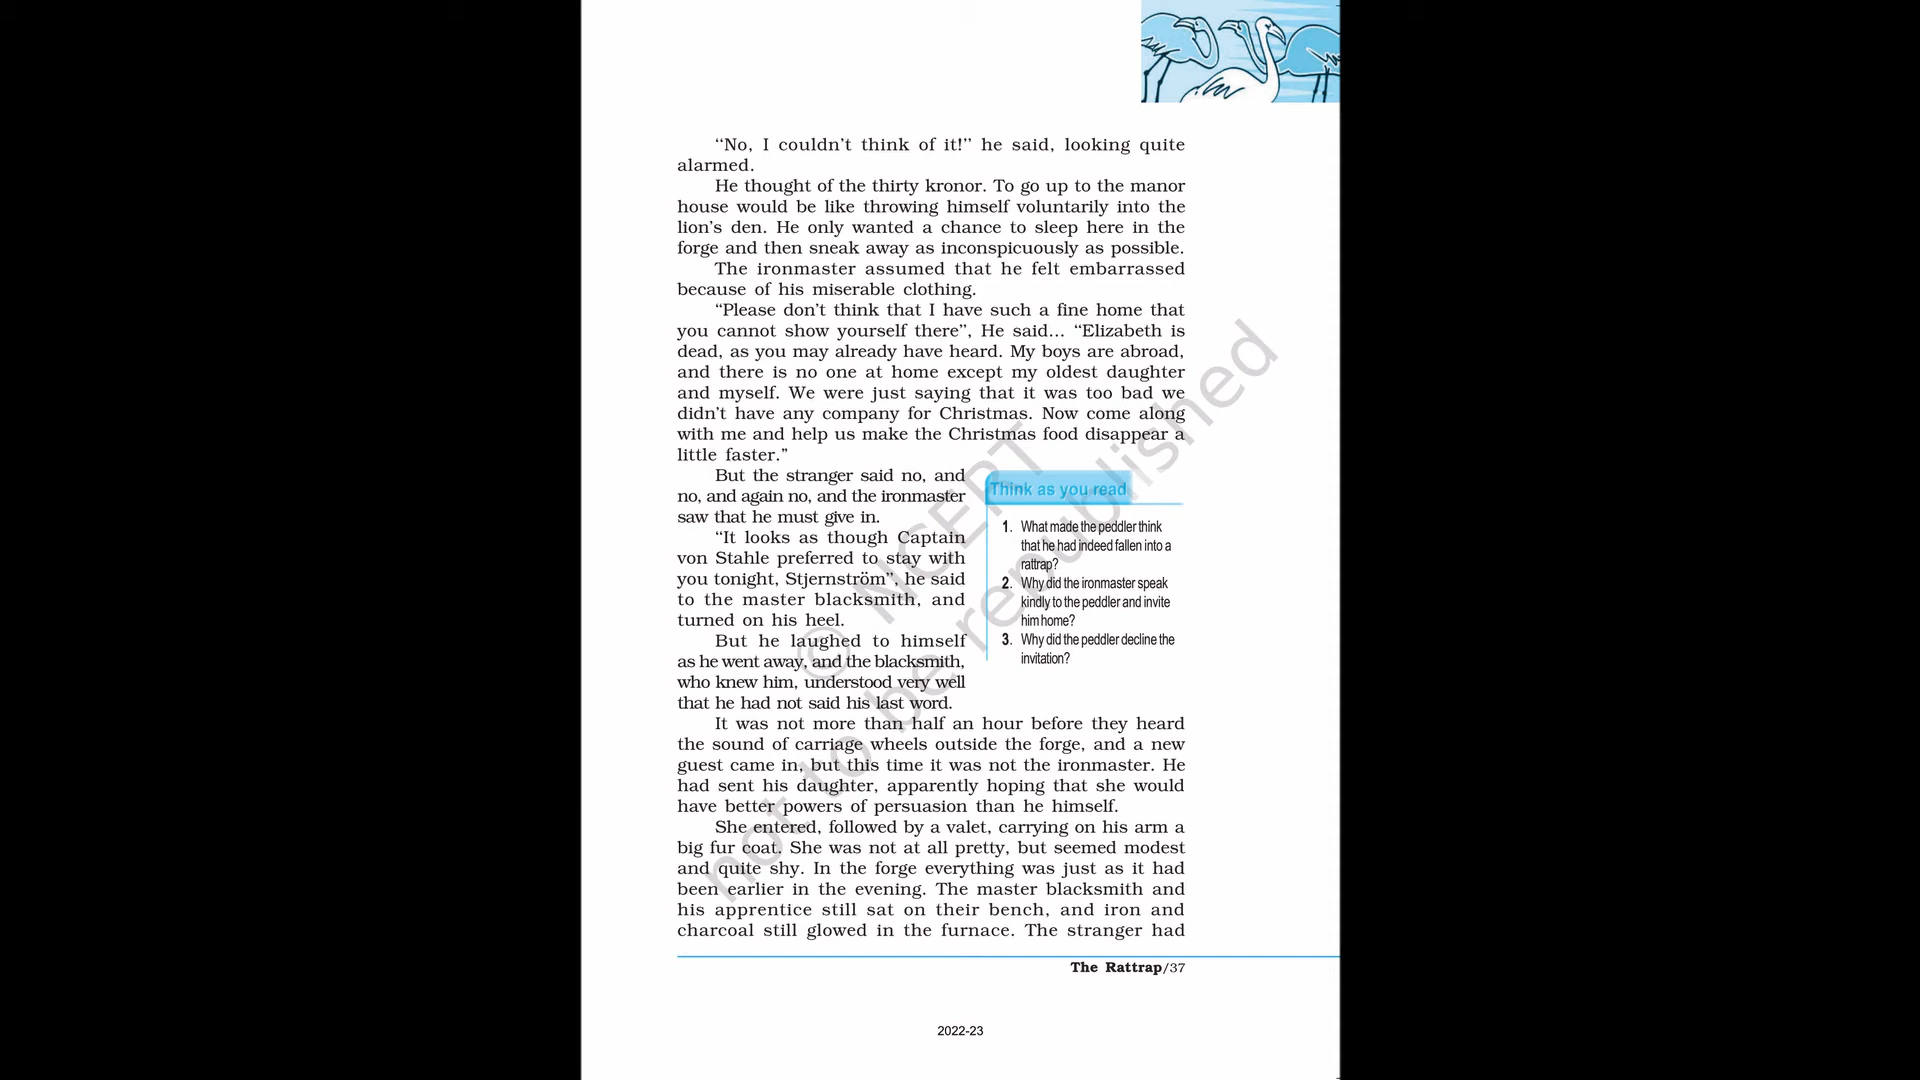 ‘‘No, I couldn’t think of it!’’ he said, looking quite
alarmed.
He thought of the thirty kronor. To go up to the manor
house would be like throwing himself voluntarily into the
lion’s den. He only wanted a chance to sleep here in the
forge and then sneak away as inconspicuously as possible.
The ironmaster assumed that he felt embarrassed
because of his miserable clothing.
“Please don’t think that I have such a fine home that
you cannot show yourself there”, He said... “Elizabeth is
dead, as you may already have heard. My boys are abroad,
and there is no one at home except my oldest daughter
and myself. We were just saying that it was too bad we
didn’t have any company for Christmas. Now come along
with me and help us make the Christmas food disappear a
little faster.”
But the stranger said no, and
no, and again no, and the ironmaster
saw that he must give in.
“It looks as though Captain
von Stahle preferred to stay with
you tonight, Stjernström”, he said
to the master blacksmith, and
turned on his heel.
But he laughed to himself
as he went away, and the blacksmith,
who knew him, understood very well
that he had not said his last word.
Think as you read
1. What made the peddler think
that he had indeed fallen into a
rattrap?
2. Why did the ironmaster speak
kindly to the peddler and invite
him home?
3. Why did the peddler decline the
invitation?
It was not more than half an hour before they heard
the sound of carriage wheels outside the forge, and a new
guest came in, but this time it was not the ironmaster. He
had sent his daughter, apparently hoping that she would
have better powers of persuasion than he himself.
She entered, followed by a valet, carrying on his arm a
big fur coat. She was not at all pretty, but seemed modest
and quite shy. In the forge everything was just as it had
been earlier in the evening. The master blacksmith and
his apprentice still sat on their bench, and iron and
charcoal still glowed in the furnace. The stranger had
The Rattrap/37
2022-23
© NCERT
not to be republished